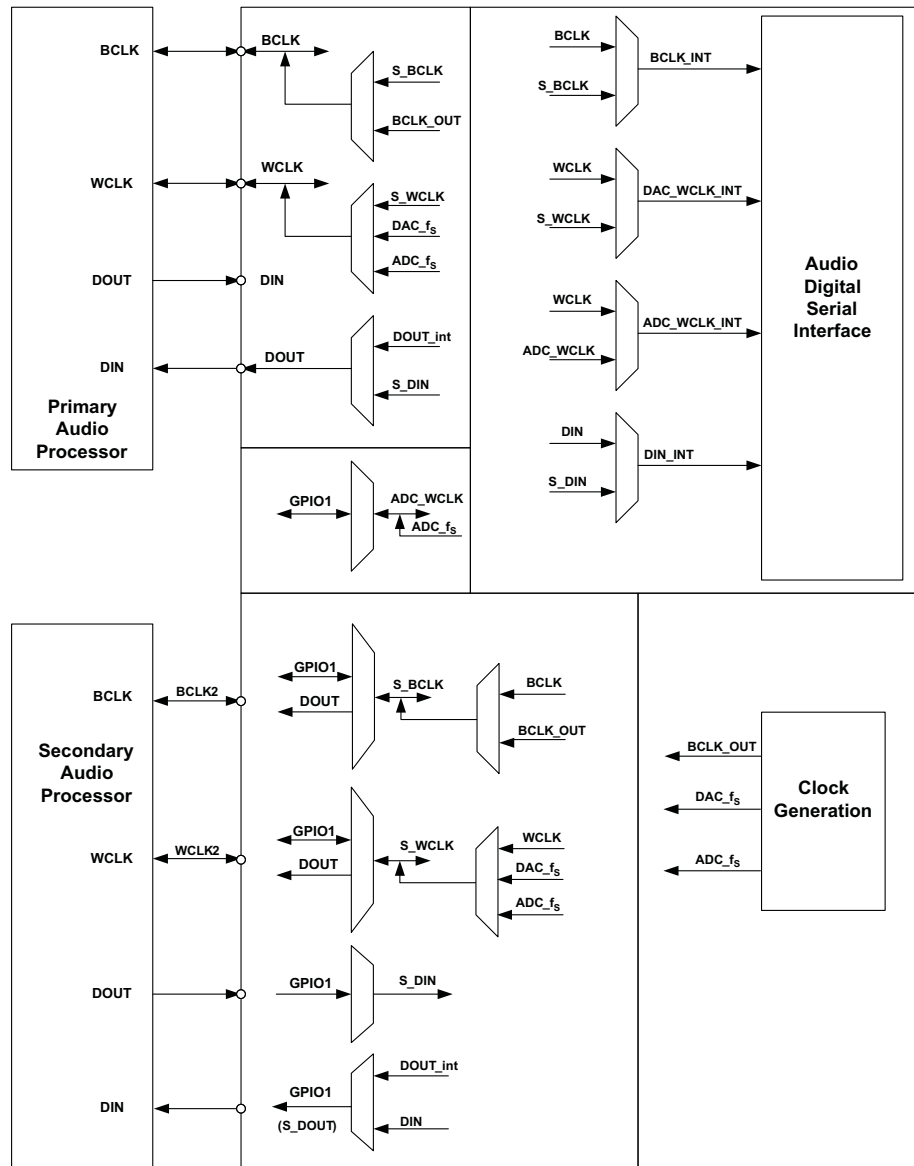 BCLK
BCLK
S_BCLK
BCLK_OUT
WCLK
WCLK
S_WCLK
DAC_fS
ADC_fS
DOUT
DIN
DIN
DOUT
DOUT_int
S_DIN
Primary
Audio
Processor
BCLK
S_BCLK
BCLK_INT
WCLK
S_WCLK
DAC_WCLK_INT
WCLK
ADC_WCLK
ADC_WCLK_INT
DIN
S_DIN
DIN_INT
Audio
Digital
Serial
Interface
GPIO1
ADC_WCLK
ADC_fS
BCLK
BCLK2
GPIO1
DOUT
S_BCLK
BCLK
BCLK_OUT
Secondary
Audio
Processor
WCLK
WCLK2
GPIO1
DOUT
S_WCLK
WCLK
DAC_fS
ADC_fS
DOUT
GPIO1
S_DIN
DIN
GPIO1
(S_DOUT)
DOUT_int
DIN
BCLK_OUT
DAC_fS
ADC_fS
Clock
Generation